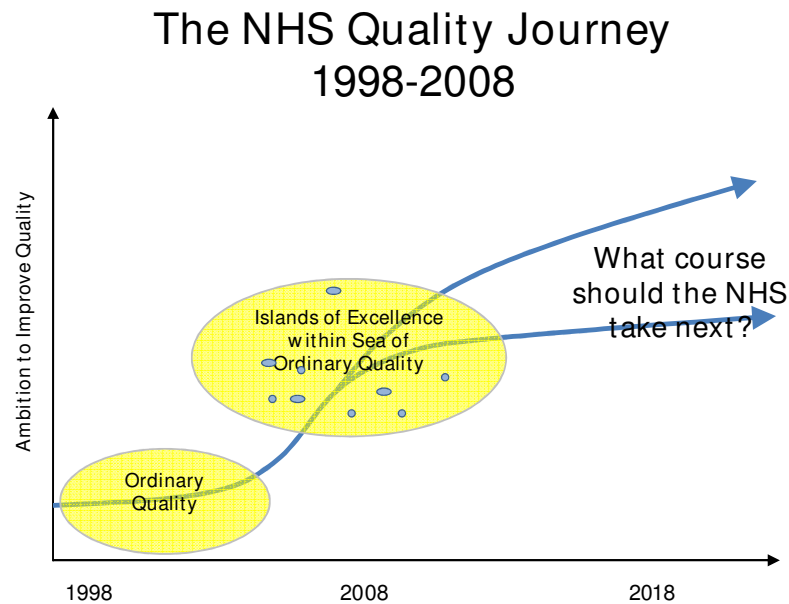 The NHS Quality Journey
1998-2008
Ambition to Improve Quality
What course
should the NHS
take next?
Islands of Excellence
within Sea of
Ordinary Quality
Ordinary
Quality
1998
2008
2018